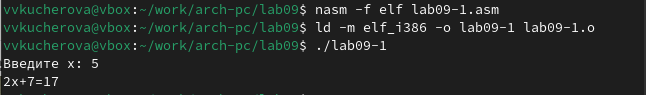 vvkucherova@vbox:~/work/arch-pc/lab09$ nasm -f elf lab09-1.asm
vvkucherova@vbox:~/work/arch-pc/lab09$ ld -m elf_i386 -o lab09-1 lab09-1.o
vvkucherova@vbox:~/work/arch-pc/lab09$ ./lab09-1
Введите x: 5
2x+7=17